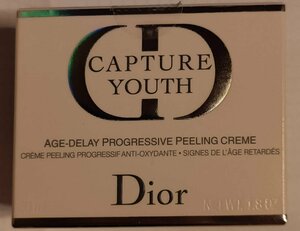 CAPTURE
YOUTH
AGE-DELAY PROGRESSIVE PEELING CREME
CRÈME PEELING PROGRESSIF ANTI-OXYDANTE • SIGNES DE L'ÂGE RETARDÉS
Dior